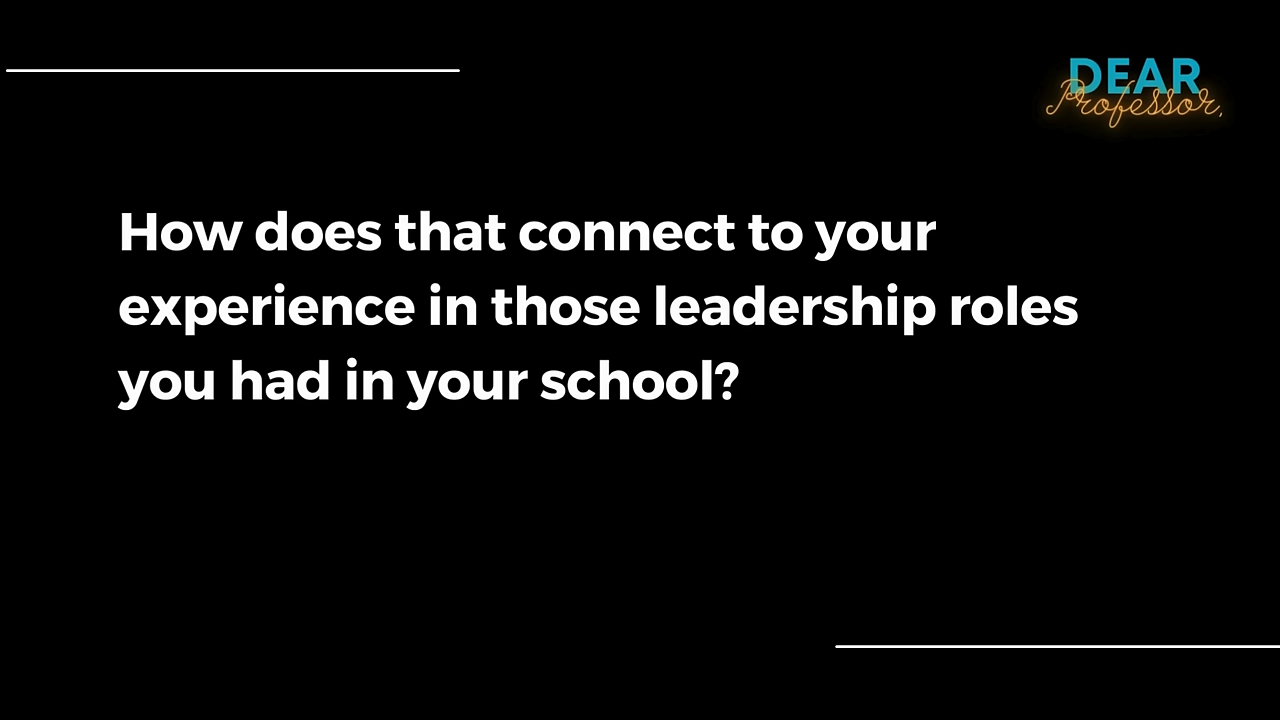 DEAR
Professor,
How does that connect to your
experience in those leadership roles
you had in your school?